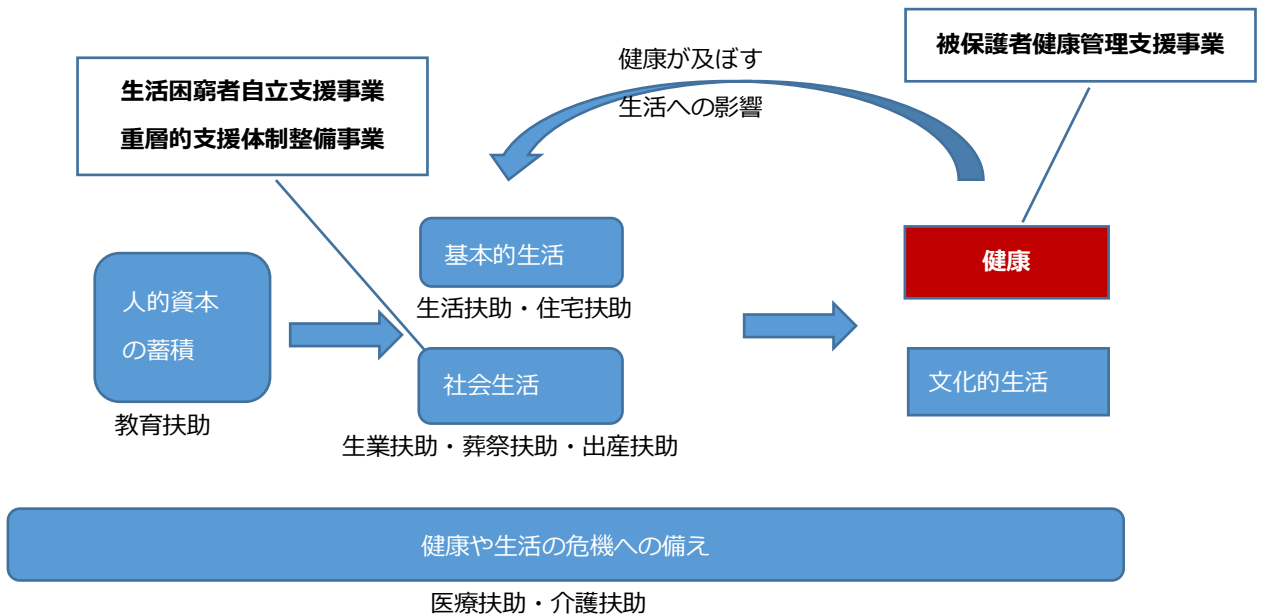 生活困窮者自立支援事業
重層的支援体制整備事業
健康が及ぼす
生活への影響
被保護者健康管理支援事業
人的資本
の蓄積
教育扶助
基本的生活
生活扶助・住宅扶助
社会生活
生業扶助・葬祭扶助・出産扶助
健康
文化的生活
健康や生活の危機への備え
医療扶助・介護扶助